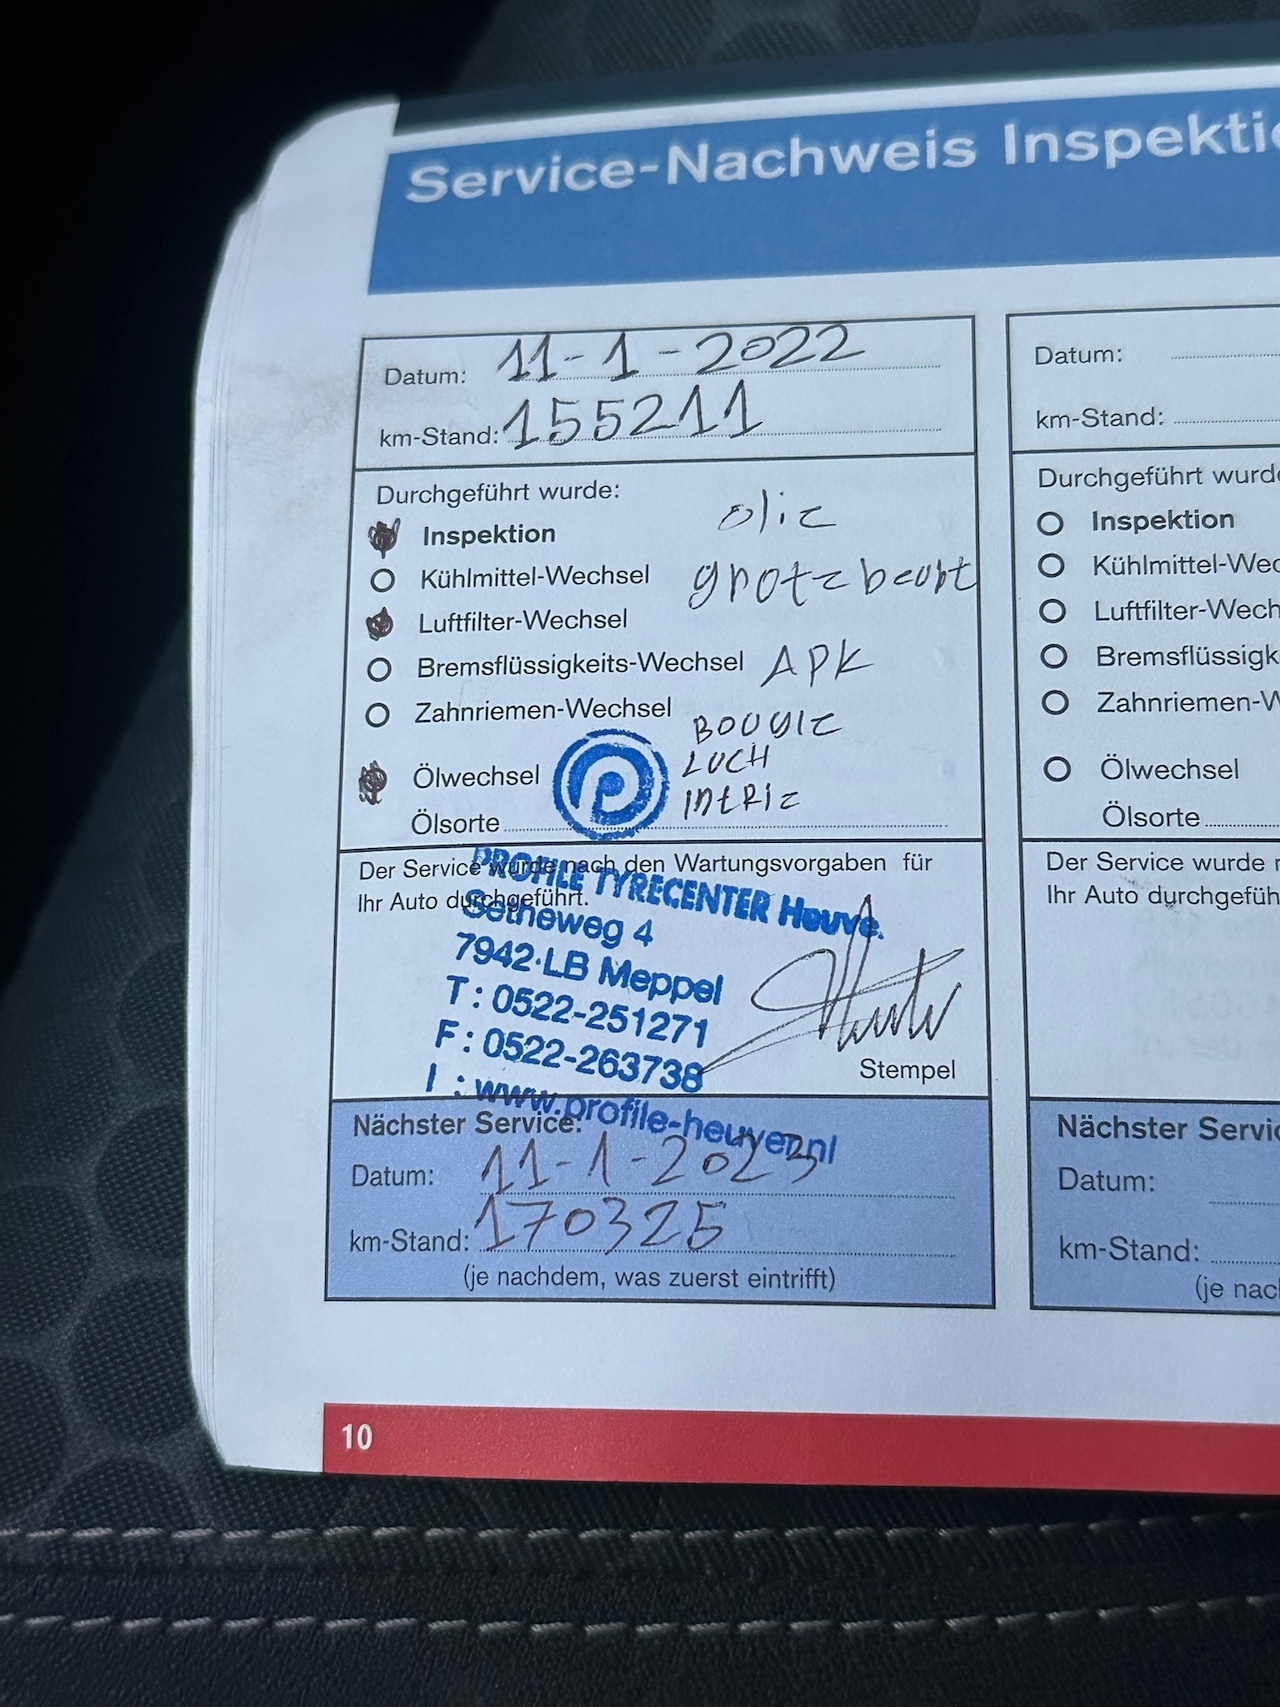 Service-Nachweis Inspektio
Datum: 11-1-2022
km-Stand: 155211
Durchgeführt wurde:
Inspektion
olie
Kühlmittel-Wechsel
grote beurt
Luftfilter-Wechsel
Bremsflüssigkeits-Wechsel
APK
Zahnriemen-Wechsel
BOUGIE
LUCH
INtRIE
Ölwechsel
Ölsorte
Der Service wurde nach den Wartungsvorgaben für
Ihr Auto durchgeführt.
PROFILE TYRECENTER Heuver
Setheweg 4
7942 LB Meppel
T: 0522-251271
F: 0522-263738
I : www.profile-heuver.nl
Stempel
Nächster Service:
Datum: 11-1-2023
km-Stand: 170325
(je nachdem, was zuerst eintrifft)
Datum:
km-Stand:
Durchgeführt wurde
Inspektion
Kühlmittel-Wec
Luftfilter-Wech
Bremsflüssigk
Zahnriemen-W
Ölwechsel
Ölsorte
Der Service wurde n
Ihr Auto durchgefüh
Nächster Servic
Datum:
km-Stand:
(je nac
10